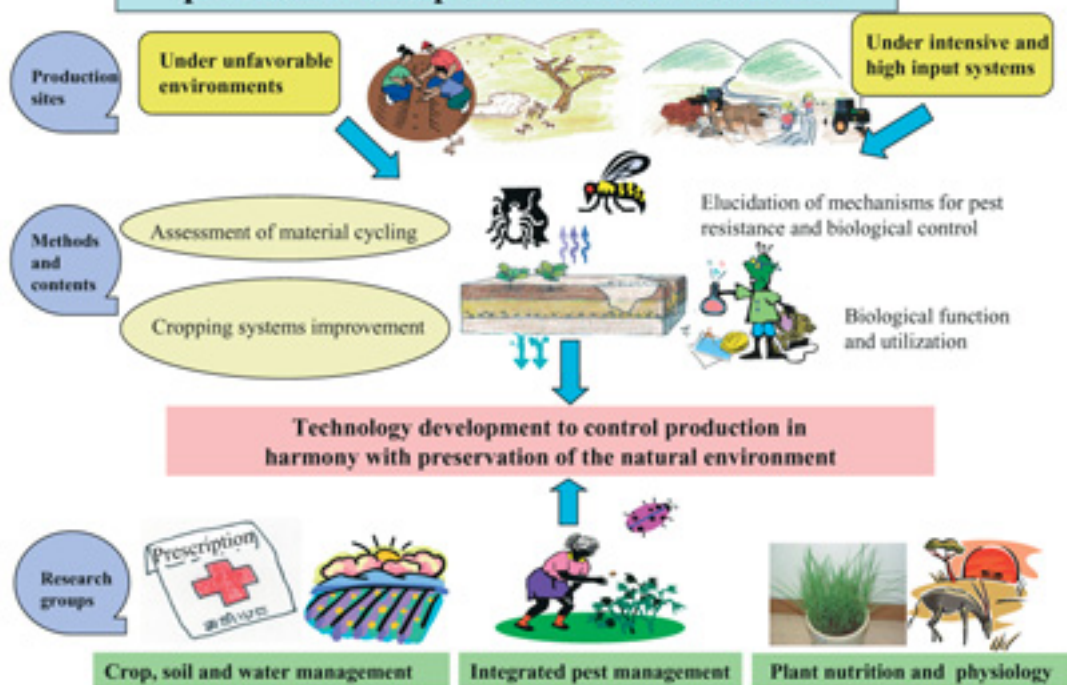 Production
sites
Under unfavorable
environments
Under intensive and
high input systems
Methods
and
contents
Assessment of material cycling
Cropping systems improvement
Elucidation of mechanisms for pest
resistance and biological control
Biological function
and utilization
Technology development to control production in
harmony with preservation of the natural environment
Research
groups
Prescription
Crop, soil and water management
Integrated pest management
Plant nutrition and physiology